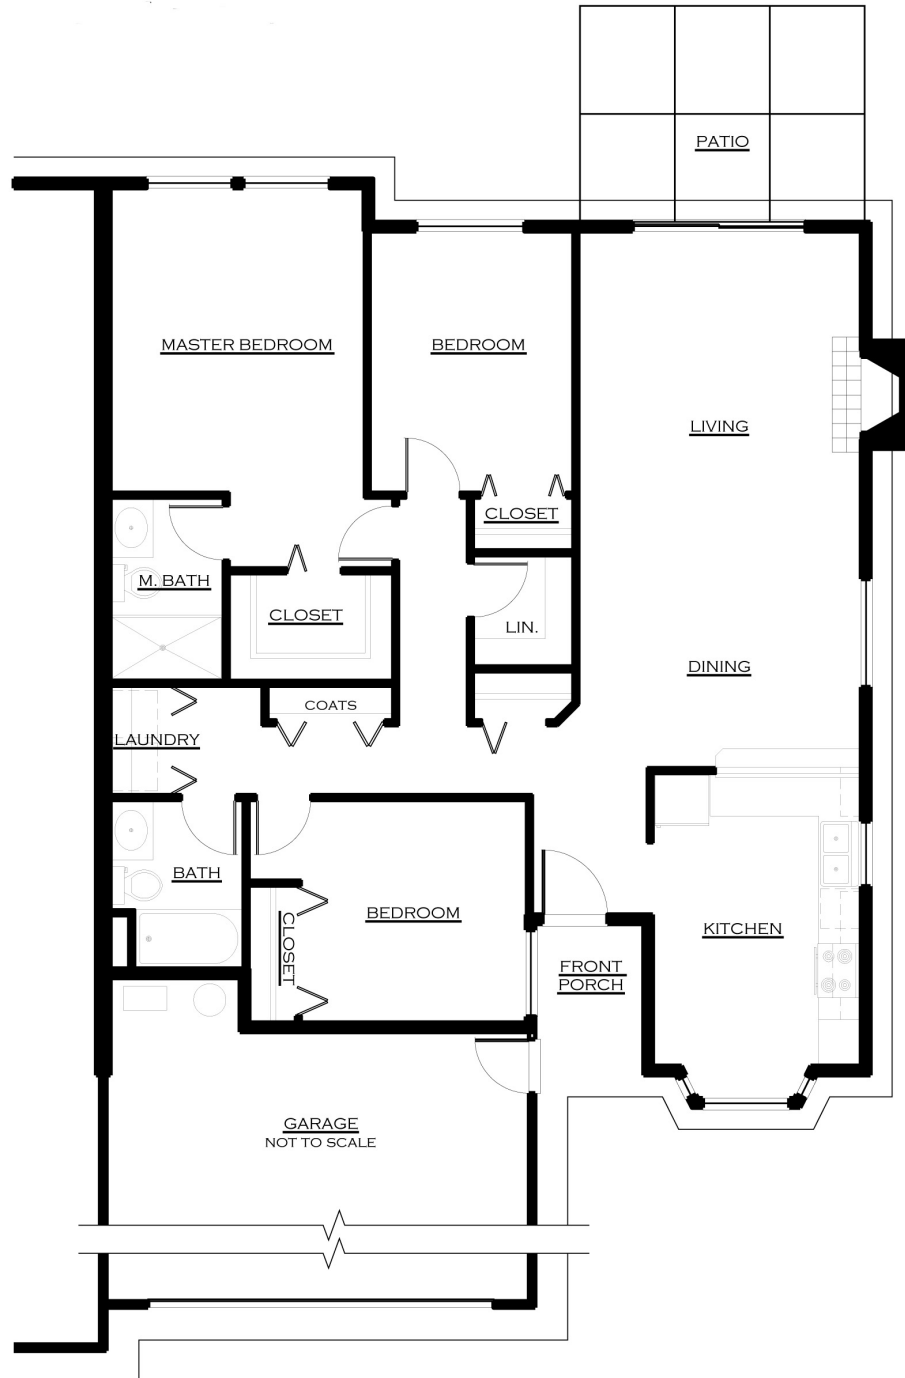 PATIO
MASTER BEDROOM
BEDROOM
LIVING
CLOSET
M. BATH
CLOSET
LIN.
DINING
COATS
LAUNDRY
BATH
BEDROOM
CLOSET
KITCHEN
FRONT
PORCH
GARAGE
NOT TO SCALE